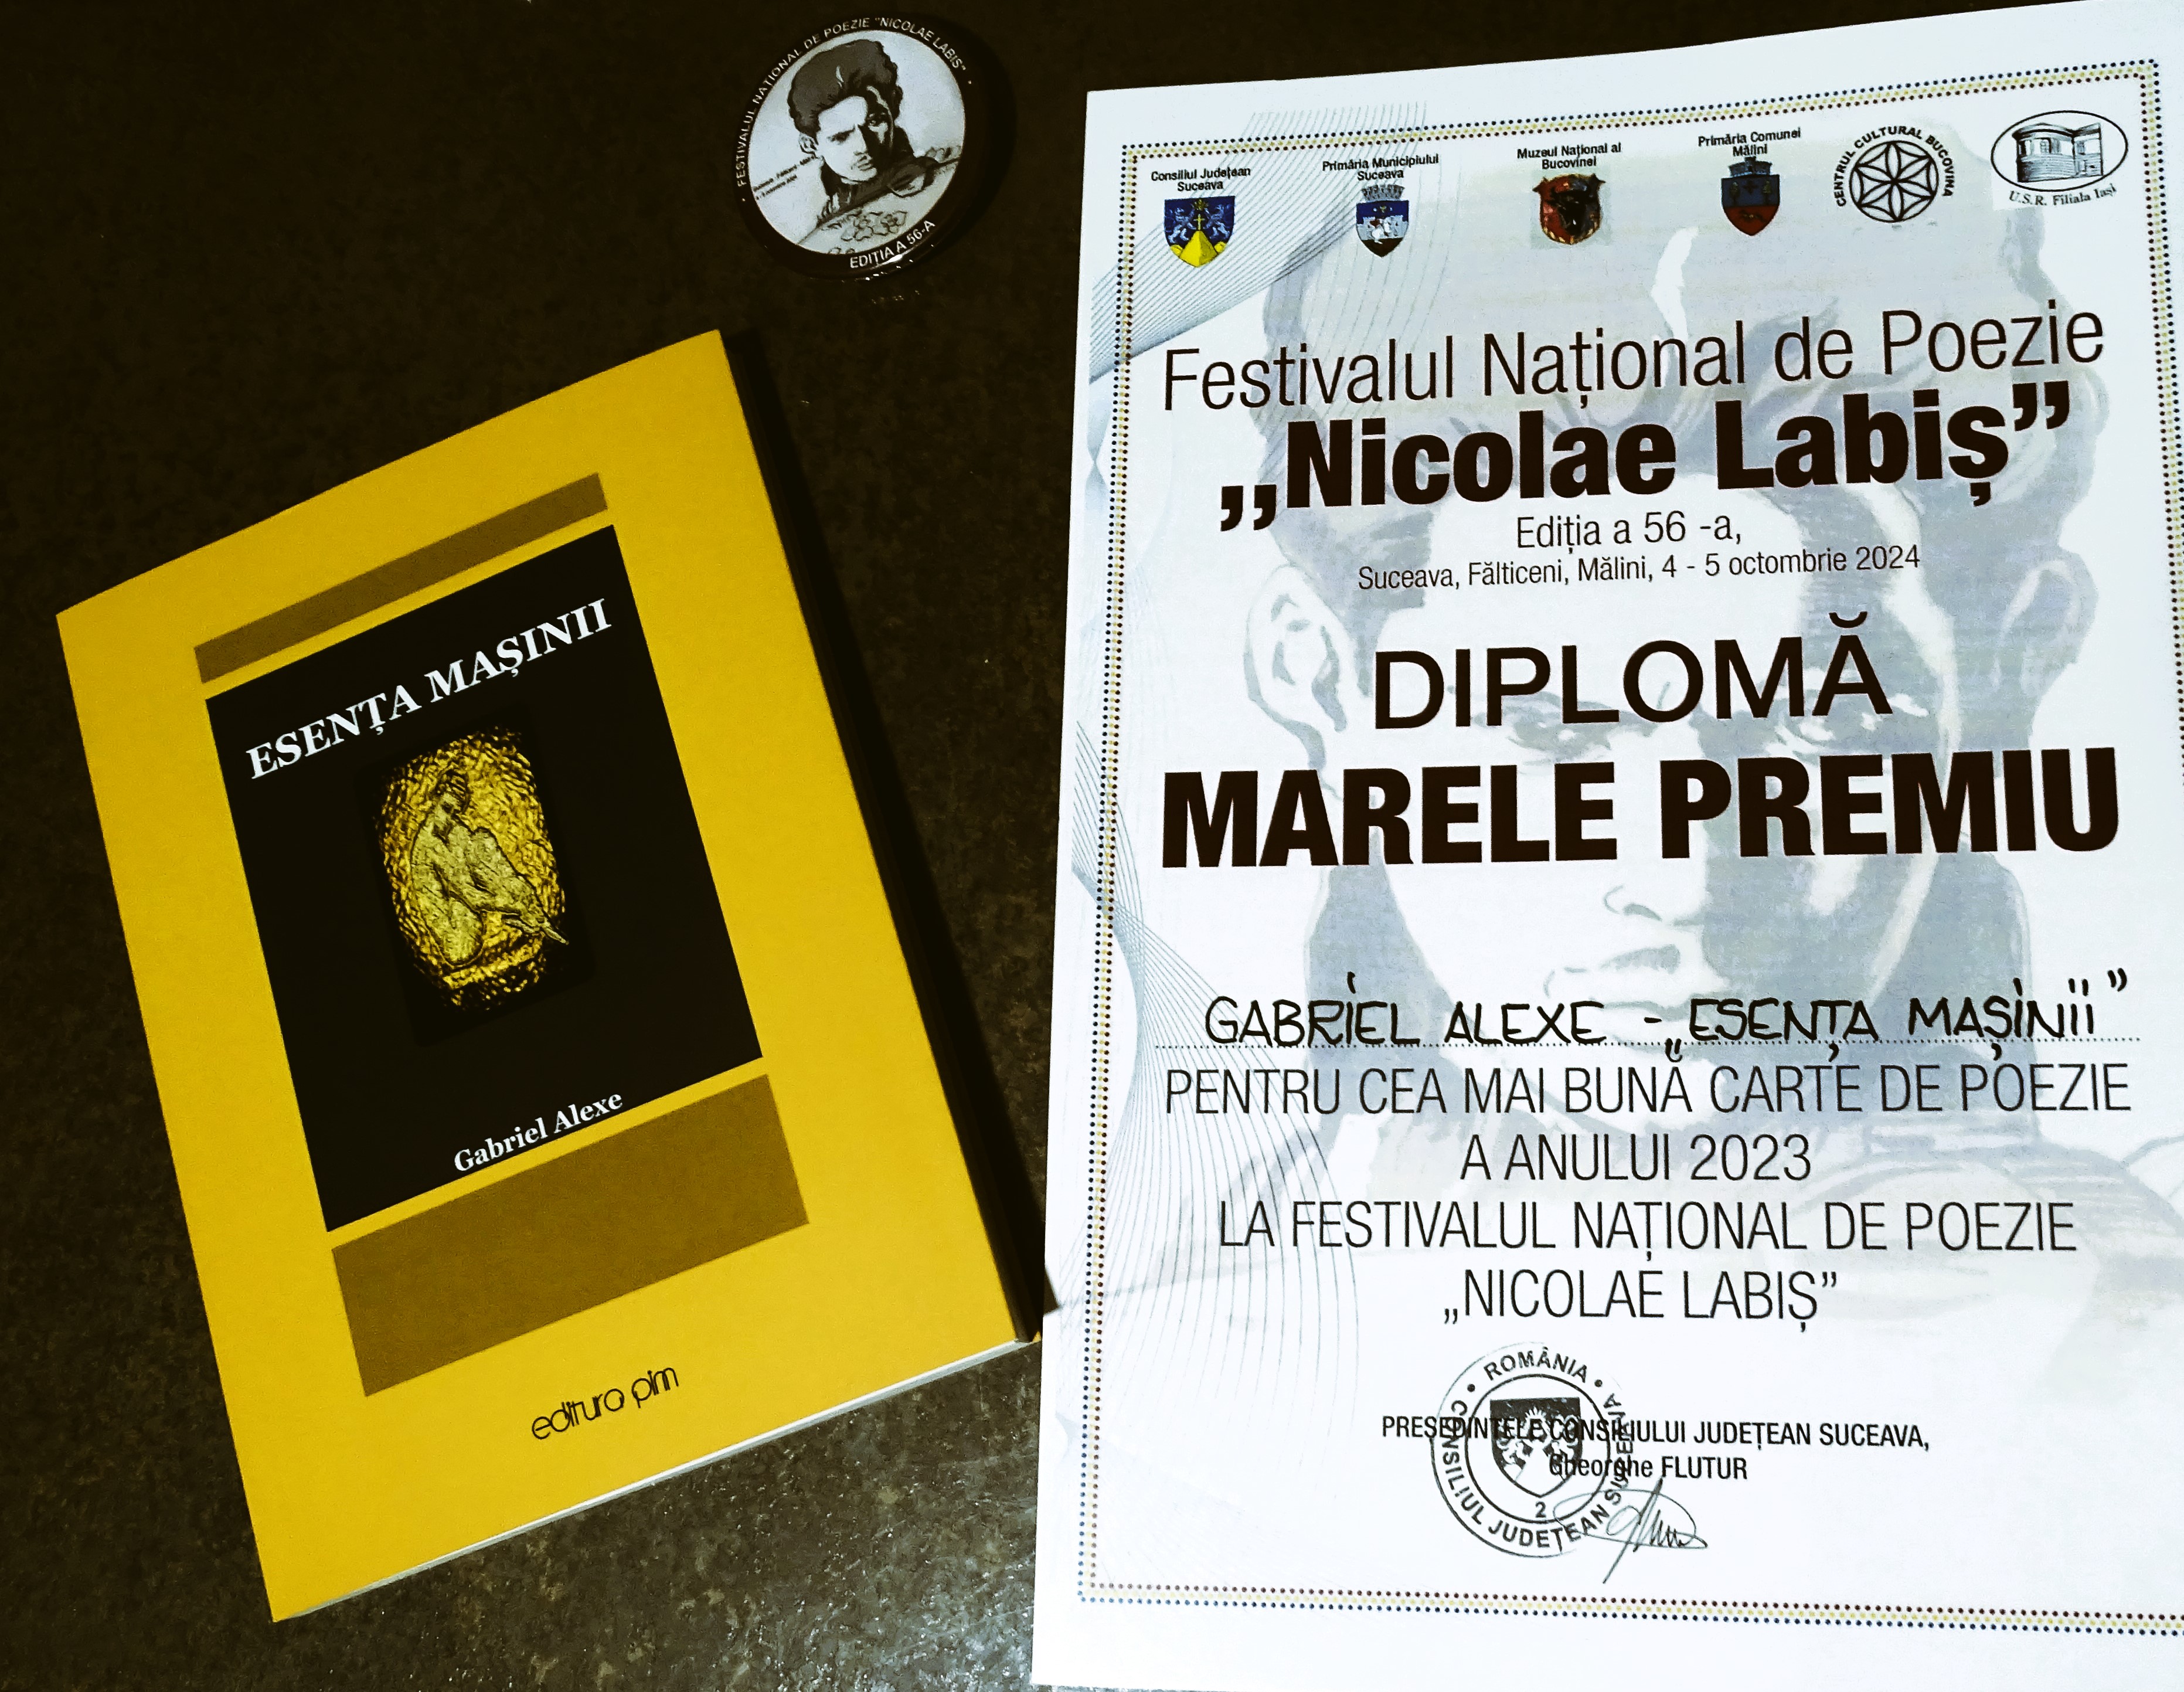 FESTIVALUL NAȚIONAL DE POEZIE "NICOLAE LABIȘ"
EDIȚIA A 56-A
ESENȚA MAȘINII
Gabriel Alexe
editura pim
Consiliul Județean
Suceava
Primăria Municipiului
Suceava
Muzeul Național al
Bucovinei
Primăria Comunei
Mălini
CENTRUL CULTURAL BUCOVINA
U.S.R. Filiala Iași
Festivalul Național de Poezie
„Nicolae Labiș”
Ediția a 56 -a,
Suceava, Fălticeni, Mălini, 4 - 5 octombrie 2024
DIPLOMĂ
MARELE PREMIU
GABRIEL ALEXE - „ESENȚA MAȘINII”
PENTRU CEA MAI BUNĂ CARTE DE POEZIE
A ANULUI 2023
LA FESTIVALUL NAȚIONAL DE POEZIE
„NICOLAE LABIȘ”
PREȘEDINTELE CONSILIULUI JUDEȚEAN SUCEAVA,
Gheorghe FLUTUR
• ROMÂNIA •
CONSILIUL JUDEȚEAN SUCEAVA
2